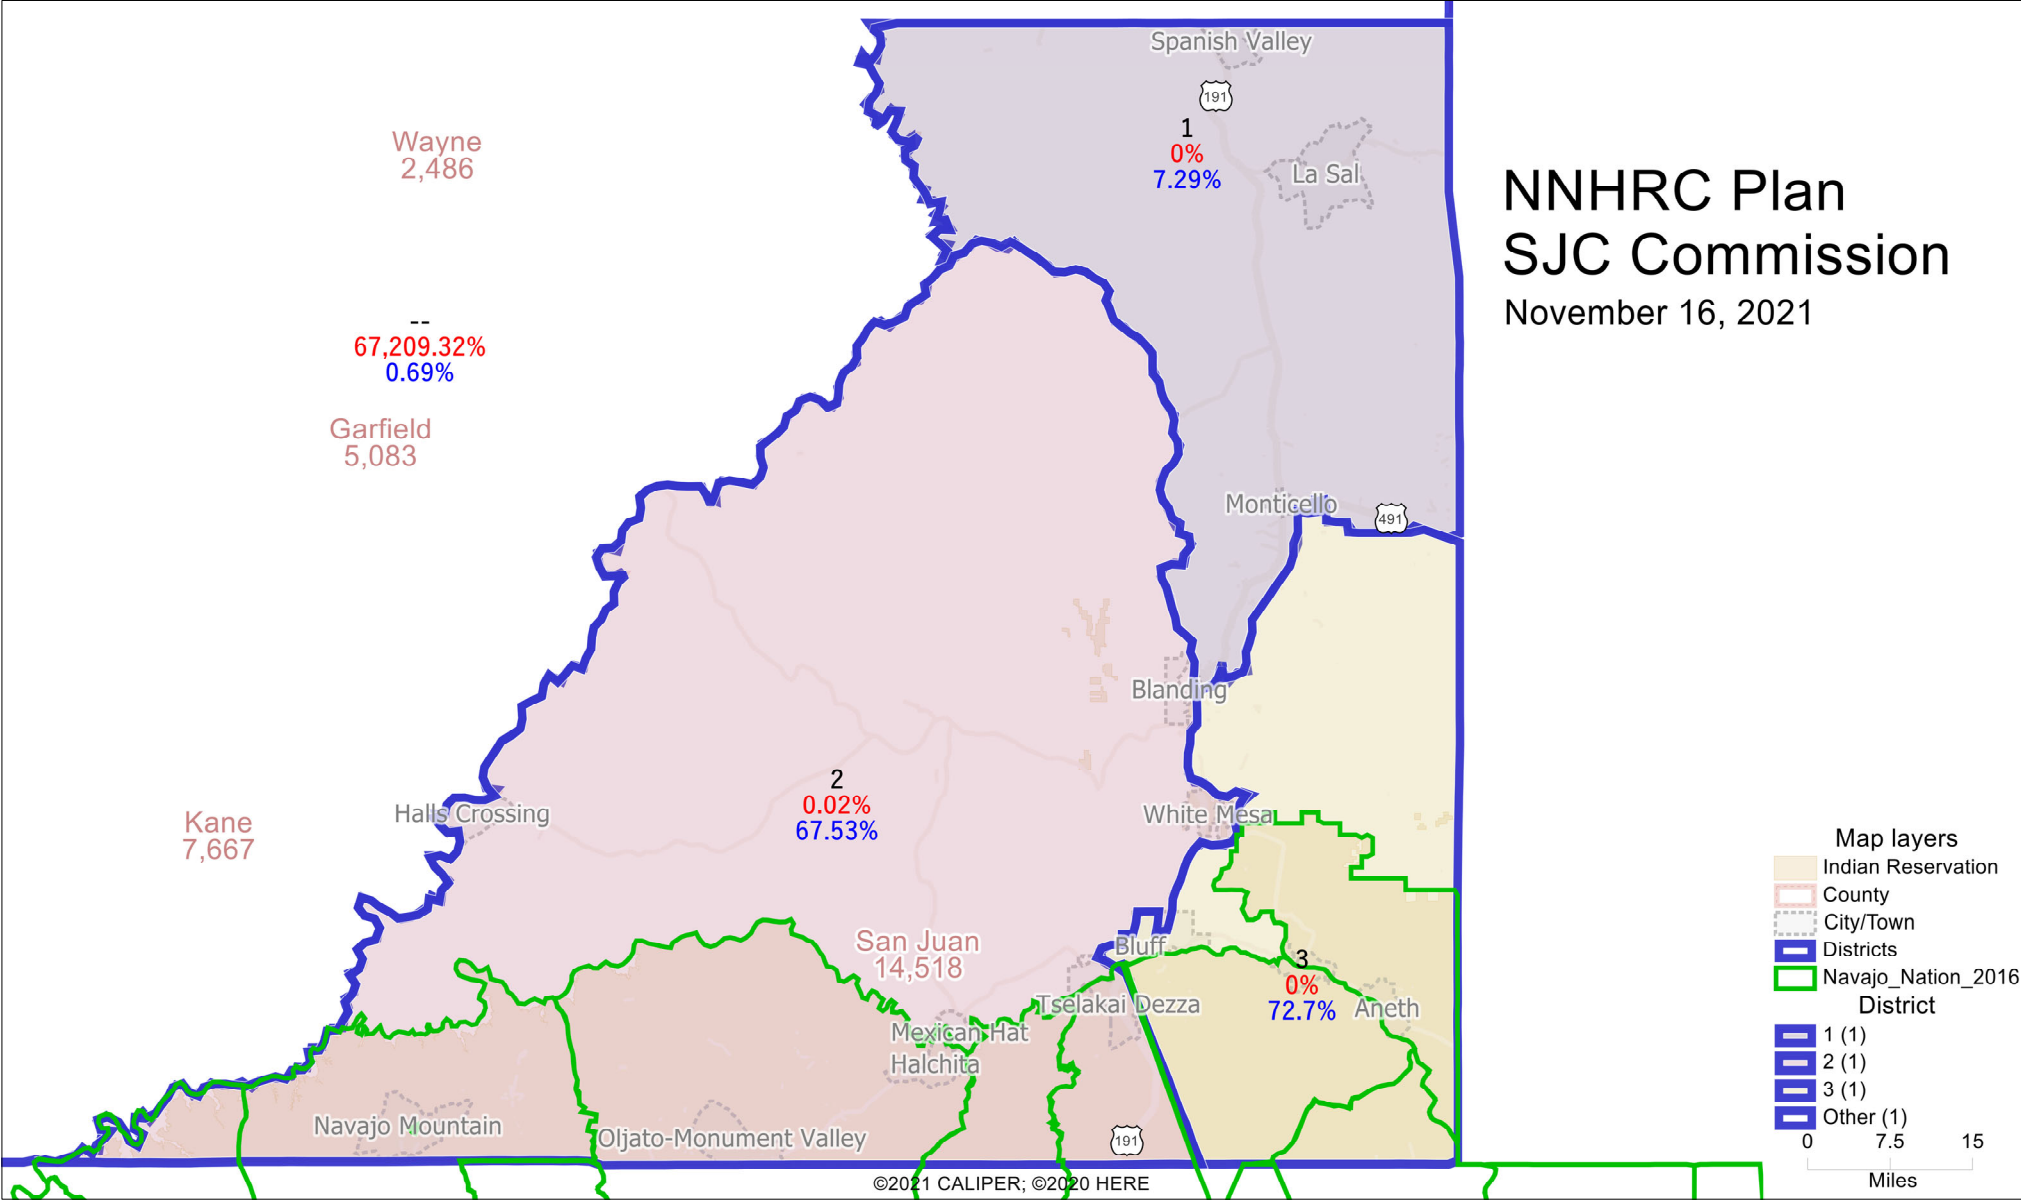 Spanish Valley
191
1
0%
7.29%
La Sal
Wayne
2,486
NNHRC Plan
SJC Commission
November 16, 2021
--
67,209.32%
0.69%
Garfield
5,083
Monticello
491
Blanding
2
0.02%
67.53%
Halls Crossing
White Mesa
Kane
7,667
San Juan
14,518
Bluff
3
0%
72.7%
Tselakai Dezza
Aneth
Mexican Hat
Halchita
Navajo Mountain
Oljato-Monument Valley
191
©2021 CALIPER; ©2020 HERE
Map layers
Indian Reservation
County
City/Town
Districts
Navajo_Nation_2016
District
1 (1)
2 (1)
3 (1)
Other (1)
0 7.5 15
Miles